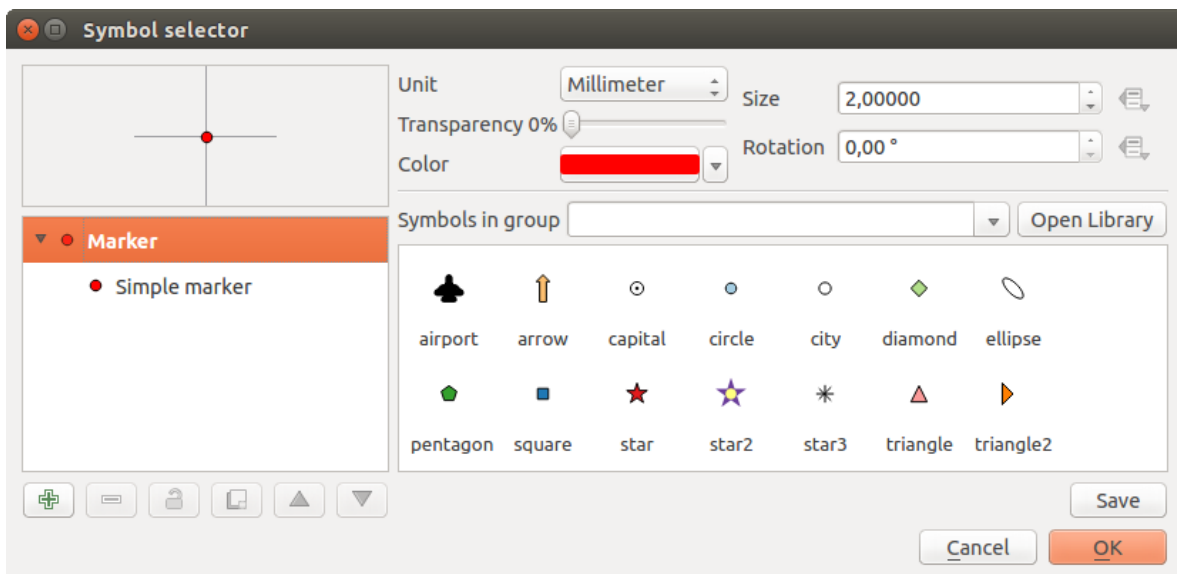 Symbol selector
Unit
Millimeter
Size
2,00000
Transparency 0%
Rotation
0,00 °
Color
Symbols in group
Open Library
Marker
Simple marker
airport
arrow
capital
circle
city
diamond
ellipse
pentagon
square
star
star2
star3
triangle
triangle2
Save
Cancel
OK